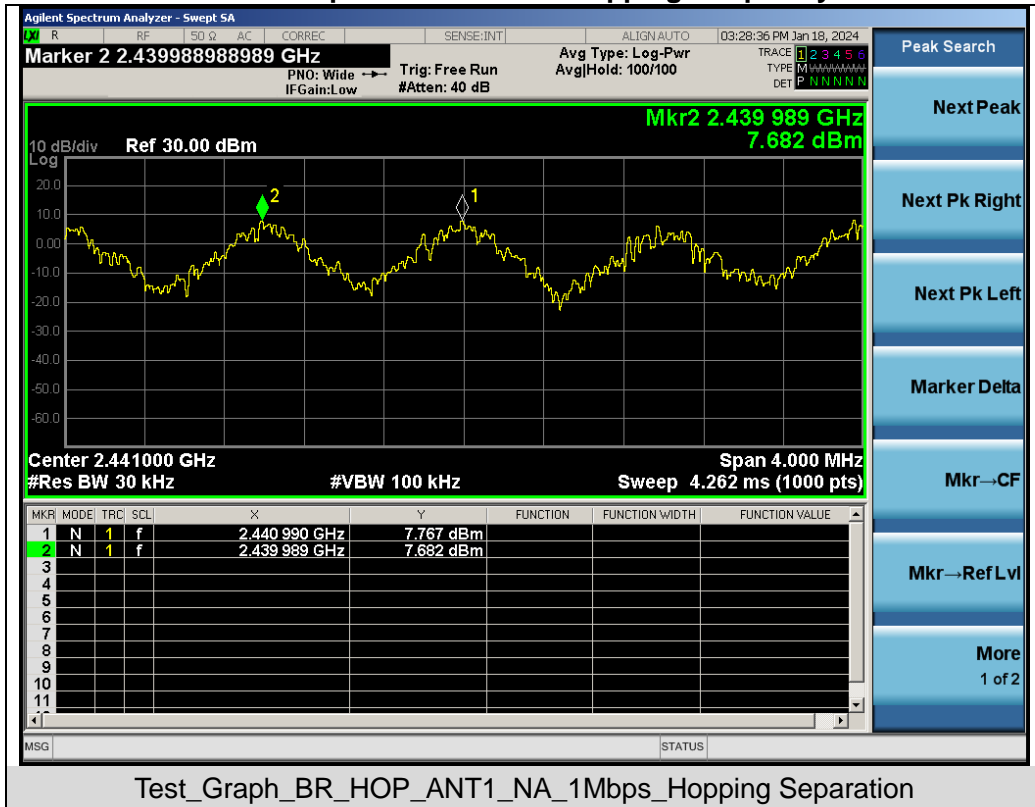 Agilent Spectrum Analyzer - Swept SA
LXI R RF 50 Ω AC CORREC SENSE:INT ALIGN AUTO 03:28:36 PM Jan 18, 2024
Marker 2 2.439988988989 GHz
PNO: Wide
IFGain:Low
Trig: Free Run
#Atten: 40 dB
Avg Type: Log-Pwr
Avg|Hold: 100/100
TRACE 1 2 3 4 5 6
TYPE M
DET P N N N N N
Mkr2 2.439 989 GHz
7.682 dBm
10 dB/div Ref 30.00 dBm
Log
20.0
10.0
0.00
-10.0
-20.0
-30.0
-40.0
-50.0
-60.0
2
1
Center 2.441000 GHz Span 4.000 MHz
#Res BW 30 kHz #VBW 100 kHz Sweep 4.262 ms (1000 pts)
MKR MODE TRC SCL X Y FUNCTION FUNCTION WIDTH FUNCTION VALUE
1 N 1 f 2.440 990 GHz 7.767 dBm
2 N 1 f 2.439 989 GHz 7.682 dBm
3
4
5
6
7
8
9
10
11
MSG STATUS
Peak Search
Next Peak
Next Pk Right
Next Pk Left
Marker Delta
Mkr→CF
Mkr→Ref Lvl
More
1 of 2
Test_Graph_BR_HOP_ANT1_NA_1Mbps_Hopping Separation